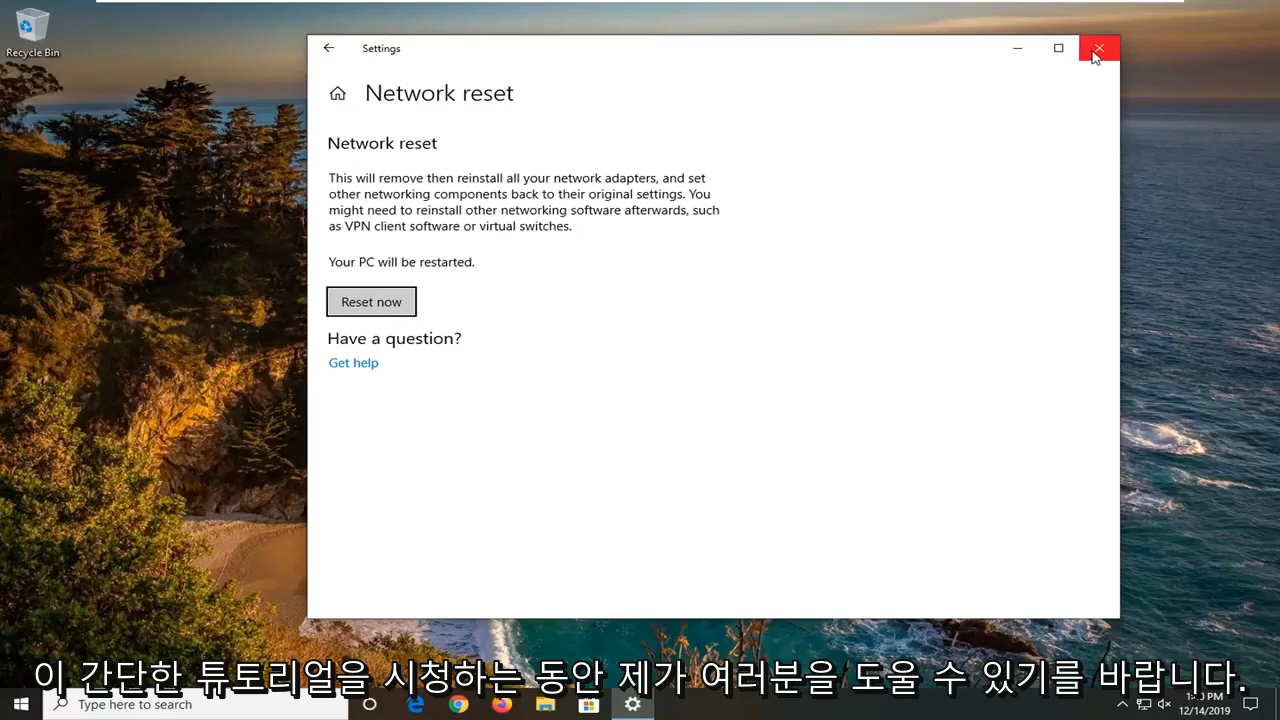 Recycle Bin
Settings
Network reset
Network reset
This will remove then reinstall all your network adapters, and set
other networking components back to their original settings. You
might need to reinstall other networking software afterwards, such
as VPN client software or virtual switches.
Your PC will be restarted.
Reset now
Have a question?
Get help
이 간단한 튜토리얼을 시청하는 동안 제가 여러분을 도울 수 있기를 바랍니다.
Type here to search
PM
12/14/2019